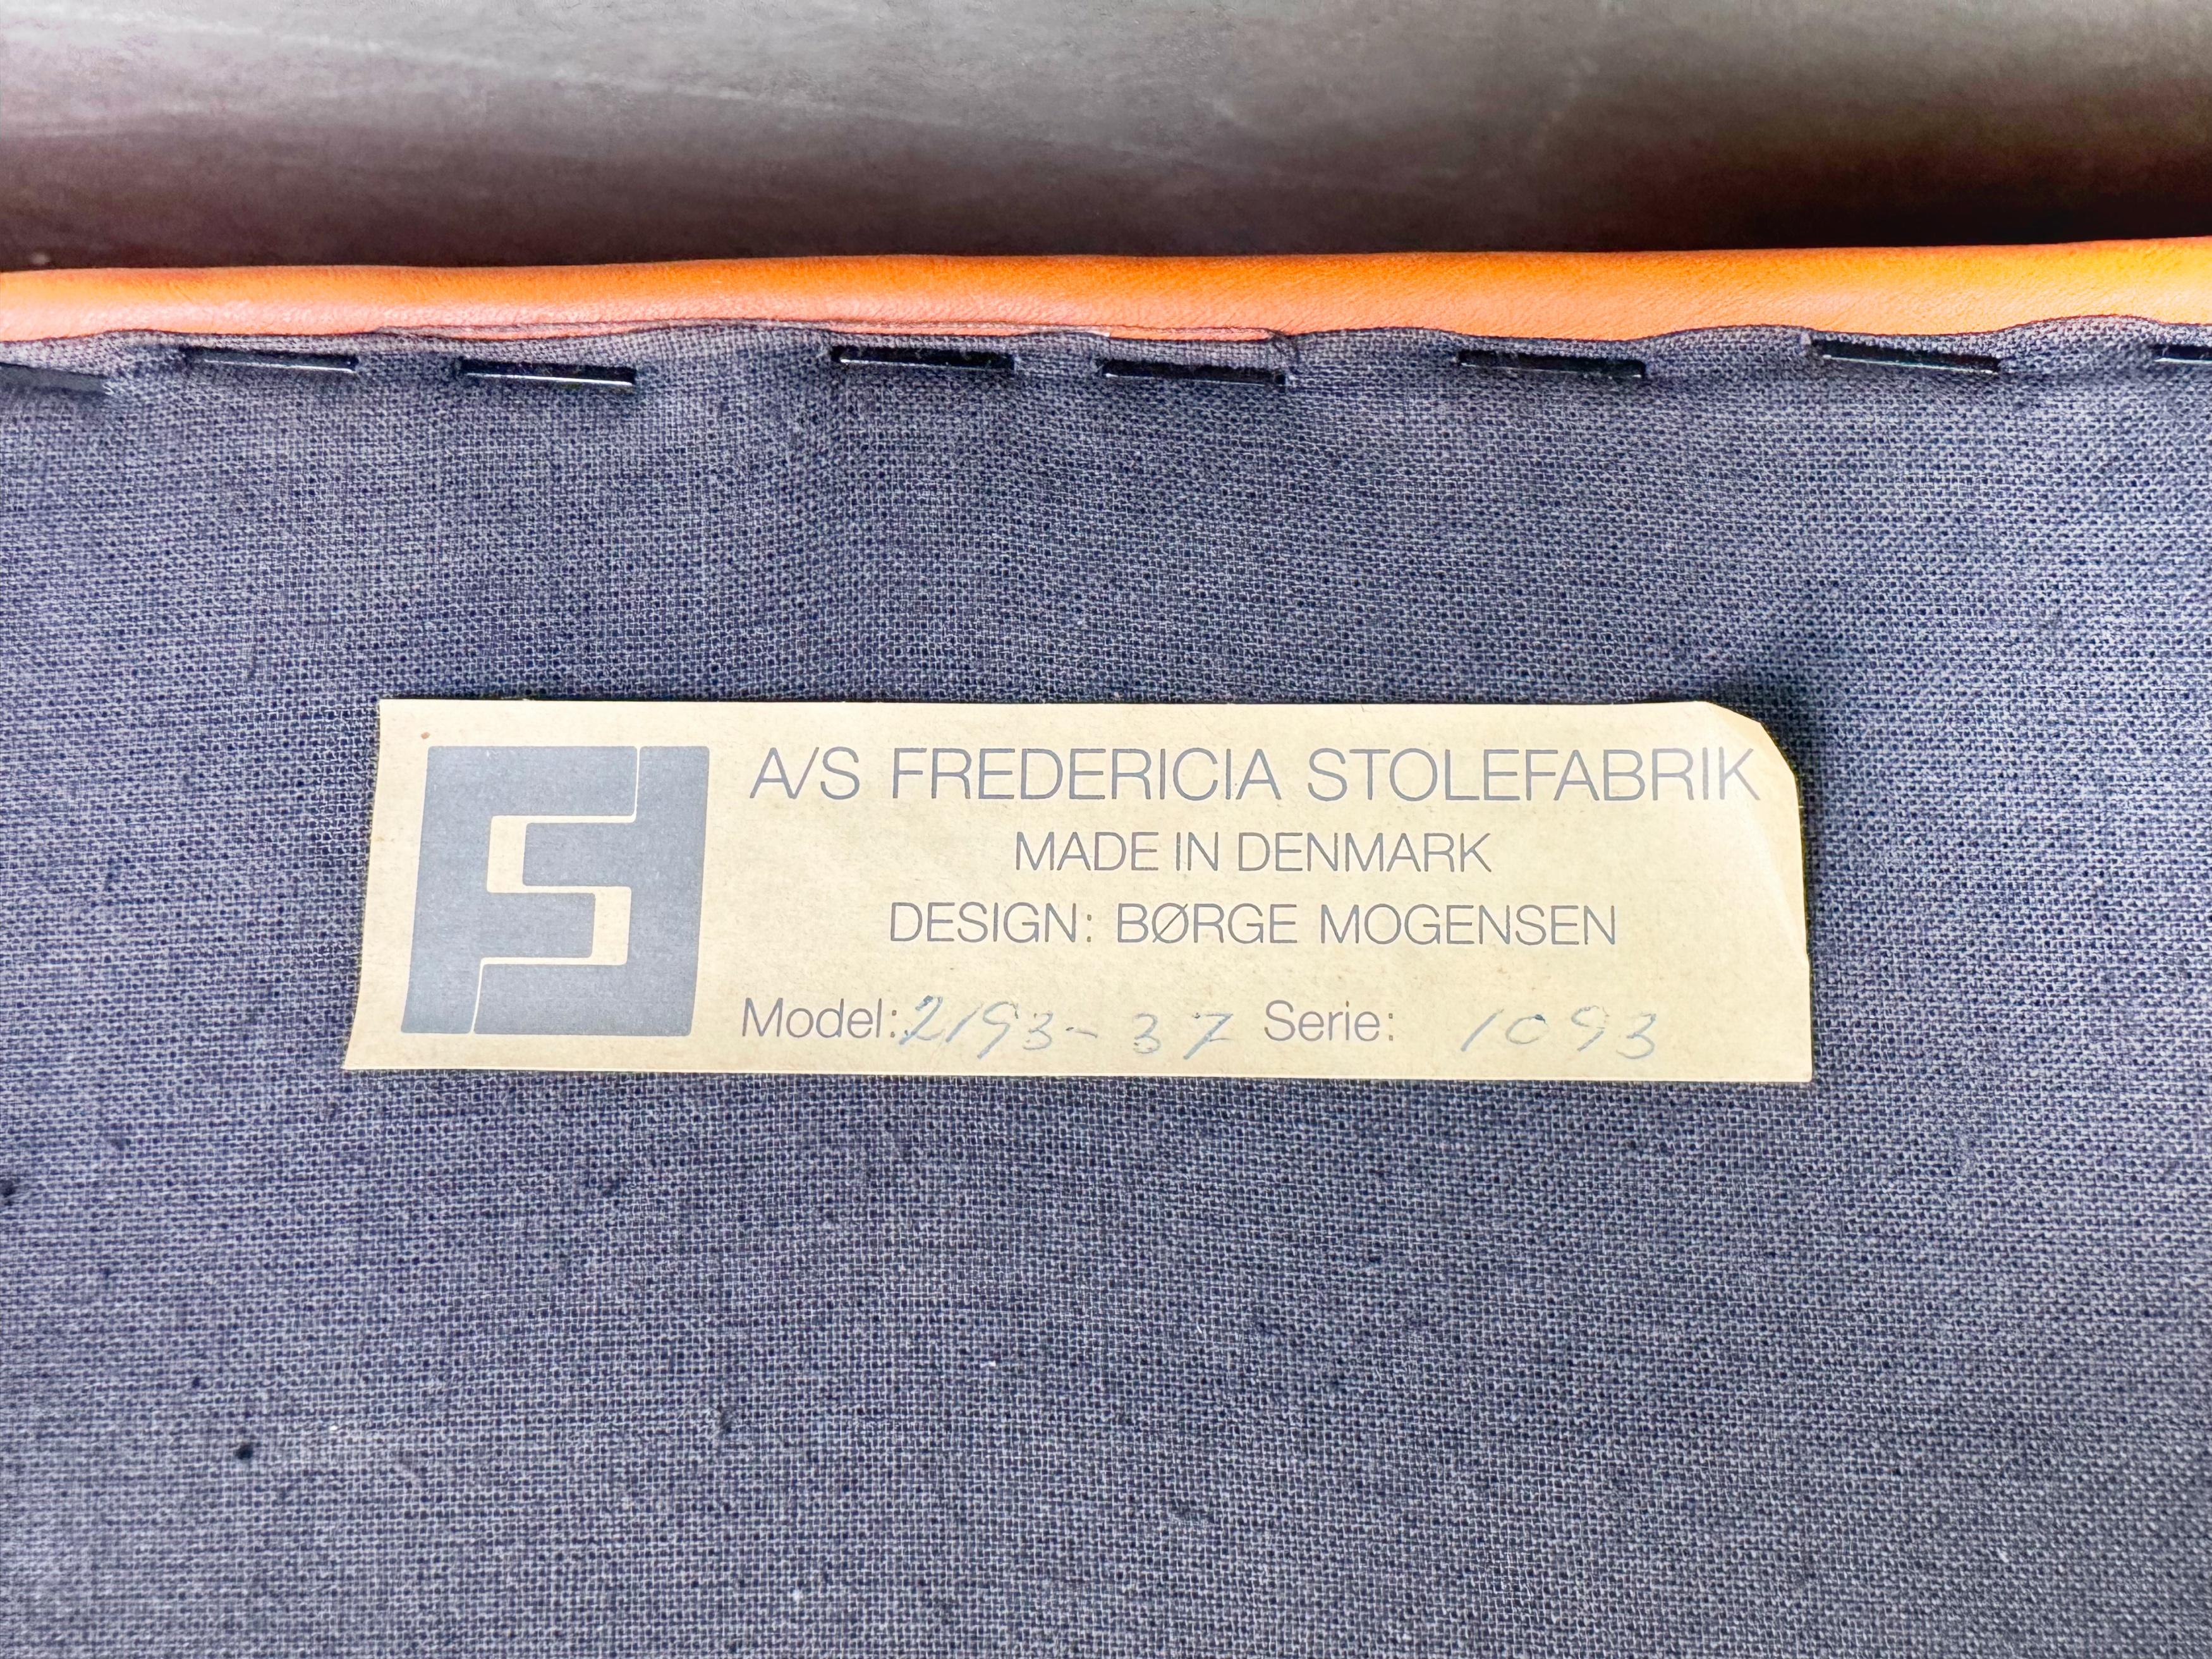 A/S FREDERICIA STOLEFABRIK
MADE IN DENMARK
DESIGN: BØRGE MOGENSEN
Model: 2193-37 Serie: 1093